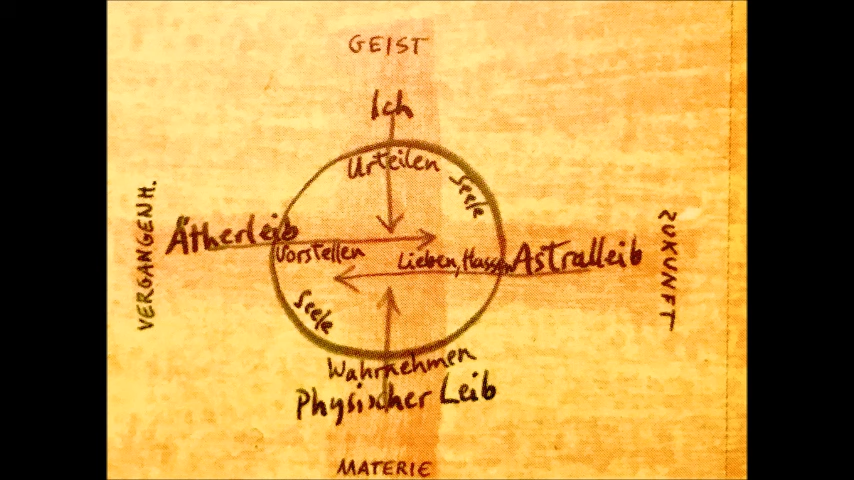 GEIST
Ich
Urteilen
Seele
VERGANGENH.
Ätherleib
Vorstellen
Lieben, Hassen
Astralleib
ZUKUNFT
Seele
Wahrnehmen
Physischer Leib
MATERIE